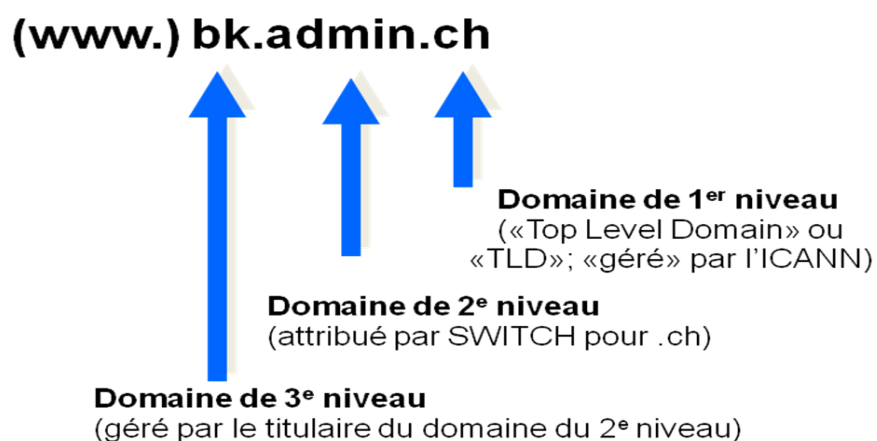 (www.) bk.admin.ch
Domaine de 1er niveau
(«Top Level Domain» ou
«TLD»; «géré» par l’ICANN)
Domaine de 2e niveau
(attribué par SWITCH pour .ch)
Domaine de 3e niveau
(géré par le titulaire du domaine du 2e niveau)